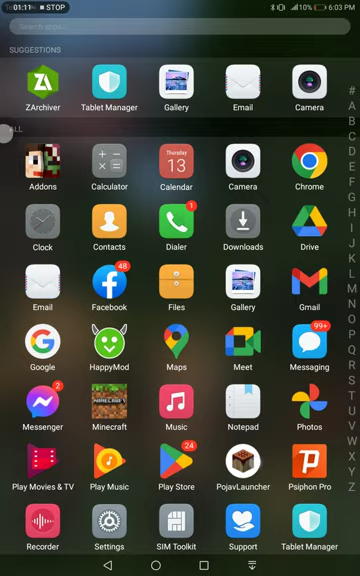 01:11 STOP 10% 6:03 PM
Search apps...
SUGGESTIONS
ZArchiver Tablet Manager Gallery Email Camera
ALL
Addons Calculator Thursday 13 Calendar Camera Chrome
Clock Contacts 1 Dialer Downloads Drive
Email 48 Facebook Files Gallery Gmail
Google HappyMod Maps Meet 99+ Messaging
2 Messenger MINECRAFT Minecraft Music Notepad Photos
Play Movies & TV Play Music 24 Play Store PojavLauncher Psiphon Pro
Recorder Settings SIM Toolkit Support Tablet Manager
#
A
B
C
D
E
F
G
H
I
J
K
L
M
N
O
P
Q
R
S
T
U
V
W
X
Y
Z